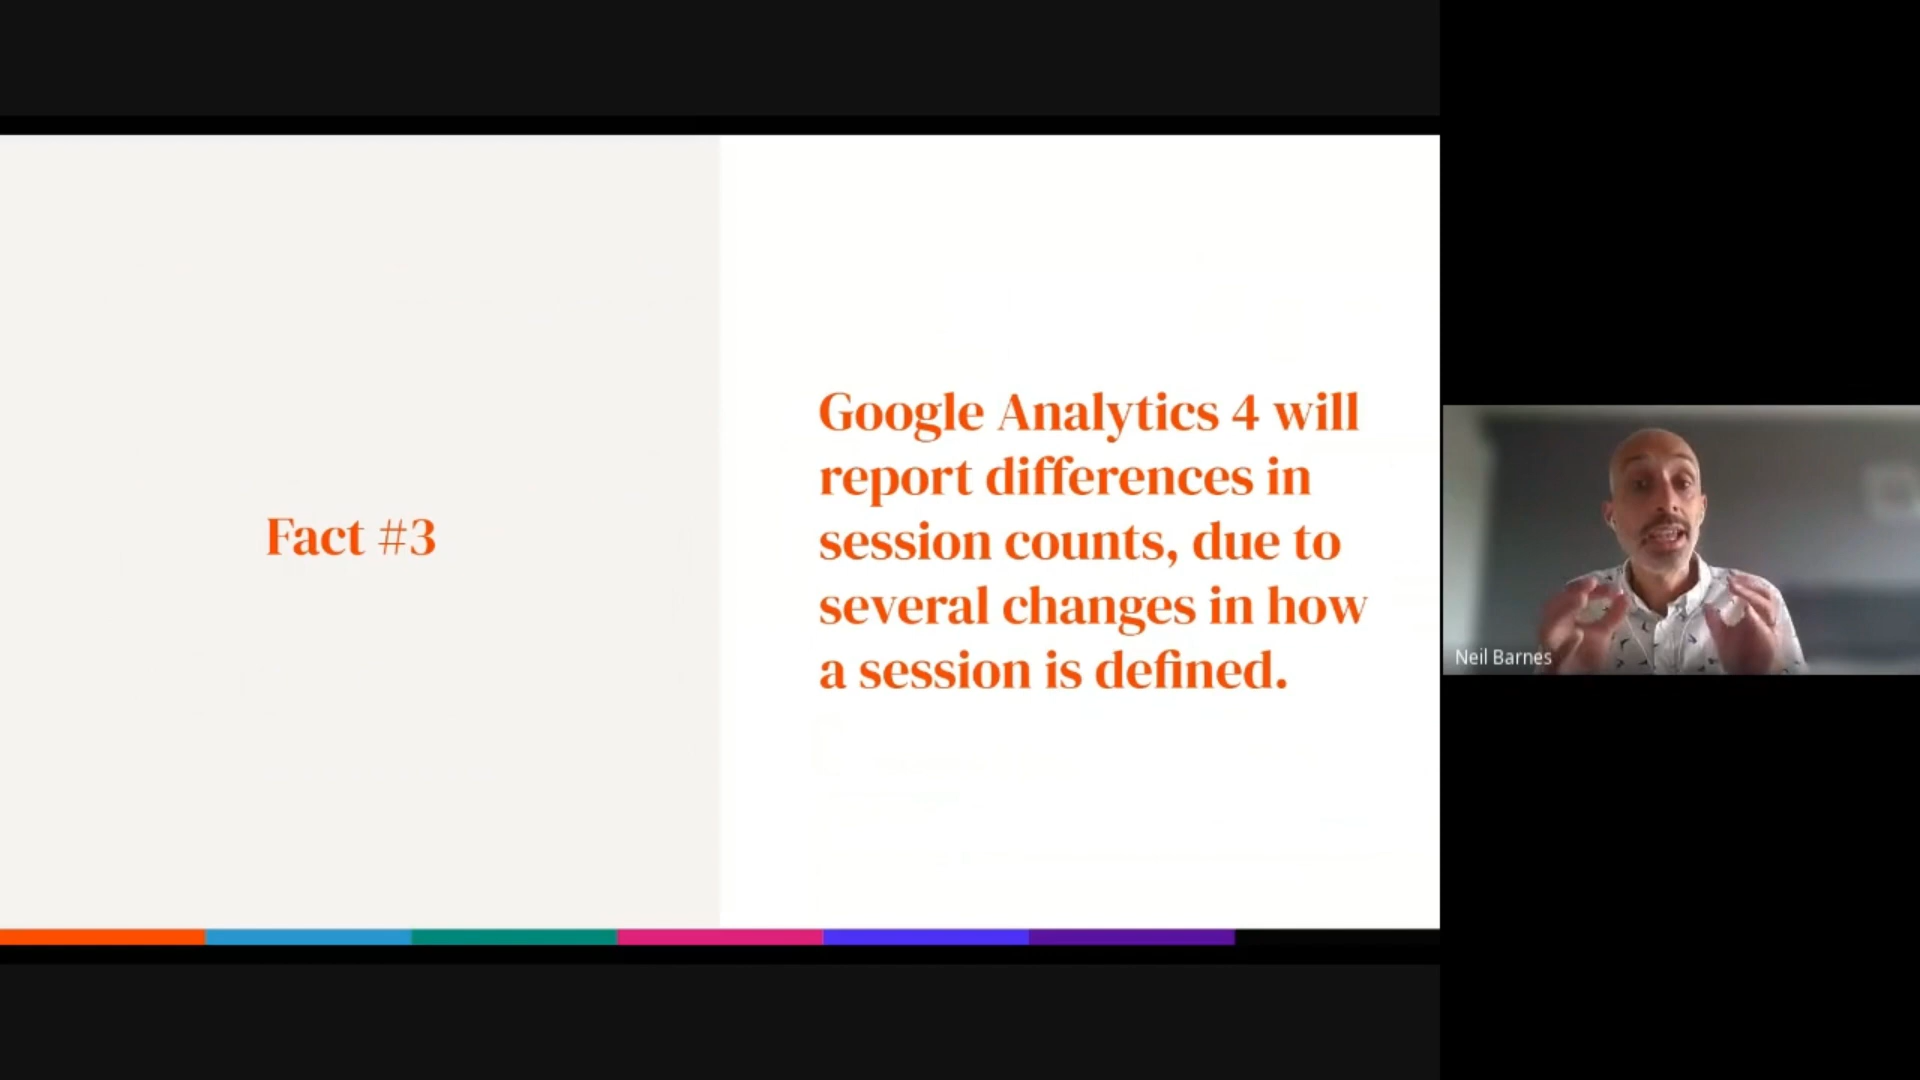 Fact #3
Google Analytics 4 will
report differences in
session counts, due to
several changes in how
a session is defined.
Neil Barnes